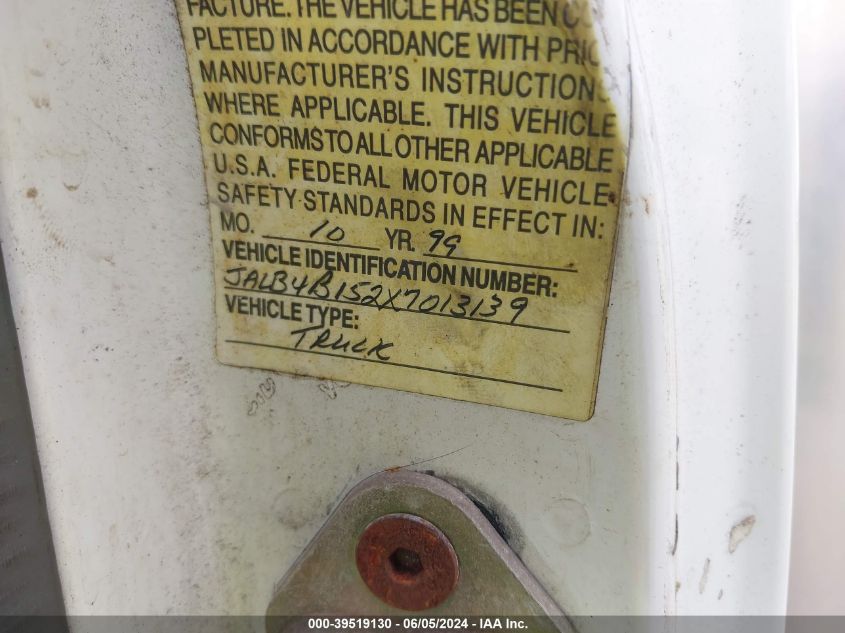 FACTURE. THE VEHICLE HAS BEEN
PLETED IN ACCORDANCE WITH
MANUFACTURER'S INSTRUCTIONS
WHERE APPLICABLE. THIS VEHICLE
CONFORMS TO ALL OTHER APPLICABLE
U.S.A. FEDERAL MOTOR VEHICLE
SAFETY STANDARDS IN EFFECT IN:
MO. 10 YR. 99
VEHICLE IDENTIFICATION NUMBER:
JALB4B152X7013139
VEHICLE TYPE:
TRUCK
000-39519130 - 06/05/2024 - IAA Inc.